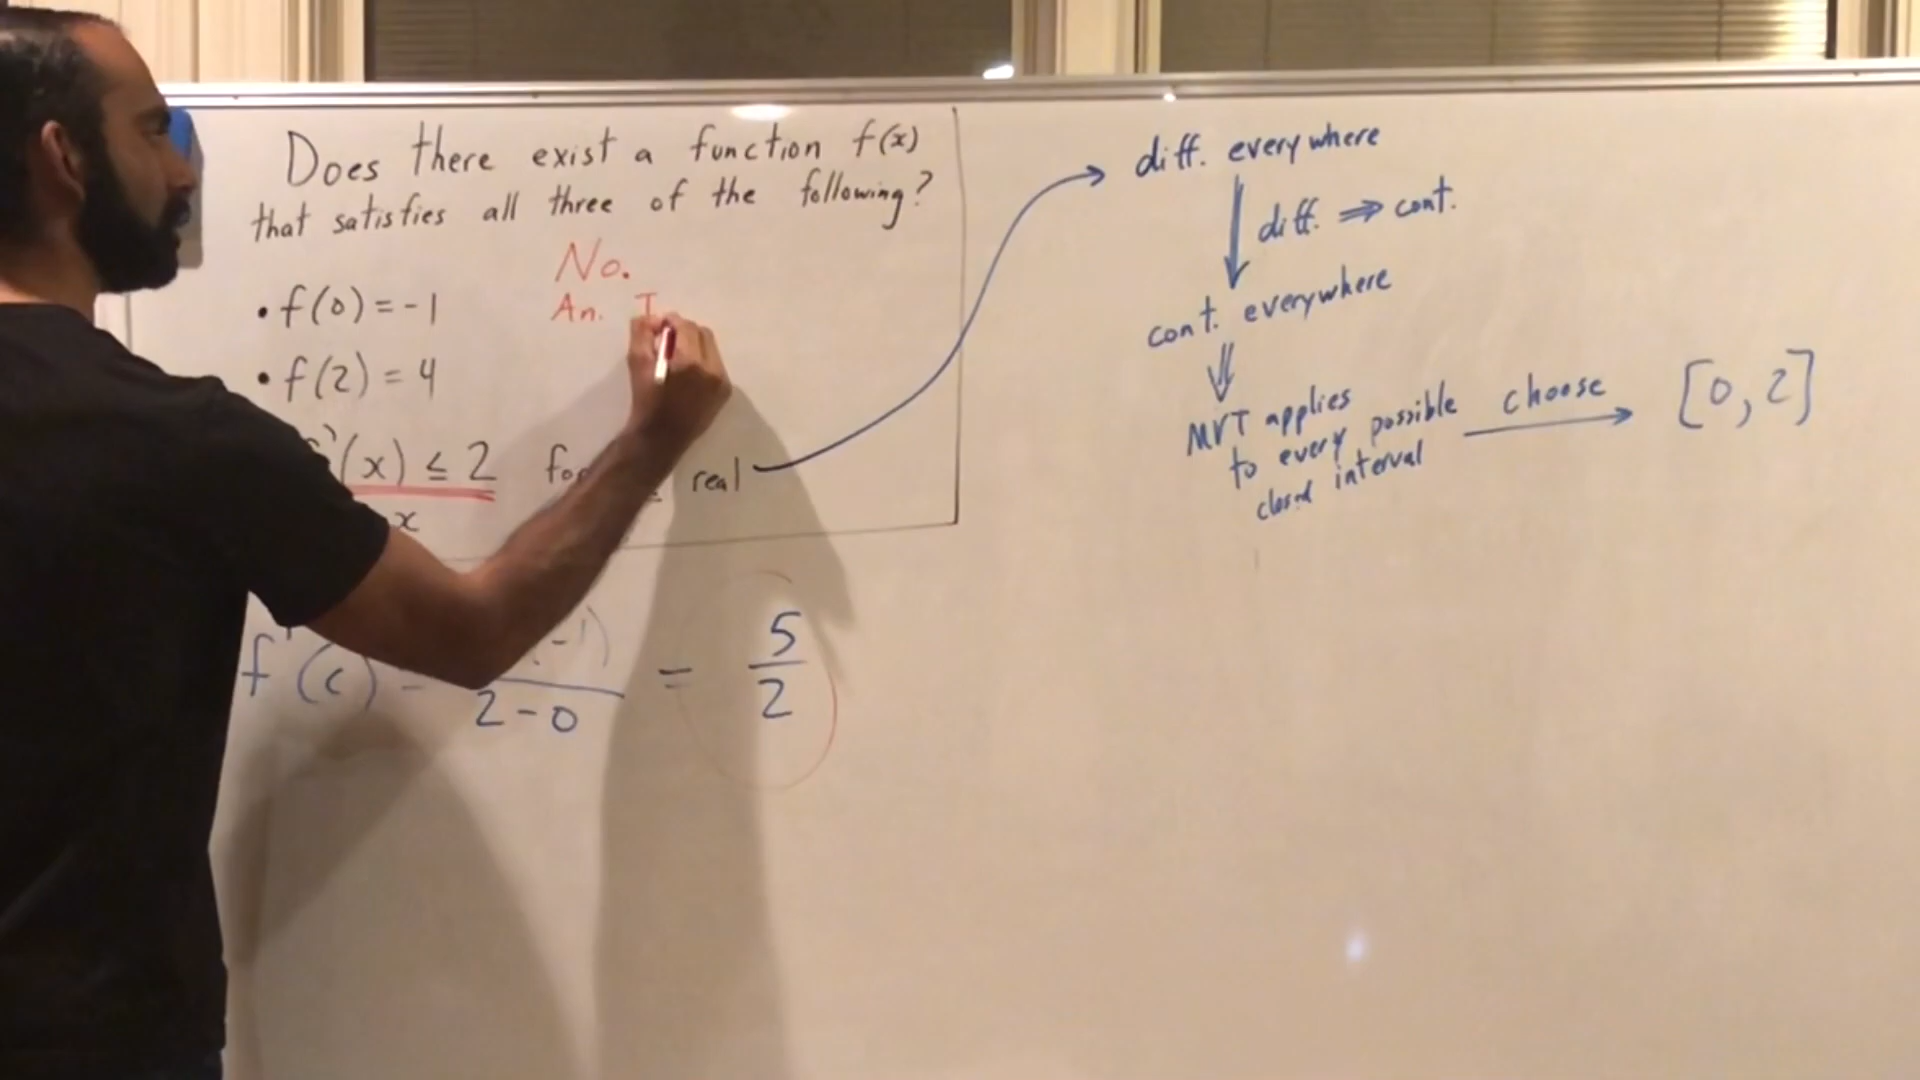 Does there exist a function f(x)
that satisfies all three of the following?
No.
An. I
• f(0) = -1
• f(2) = 4
'(x) ≤ 2 real
x
f'(c) = -1)
2 - 0
= 5
2
diff. everywhere
diff. ⇒ cont.
cont. everywhere
⇓
MVT applies
to every possible
closed interval
choose
[0, 2]